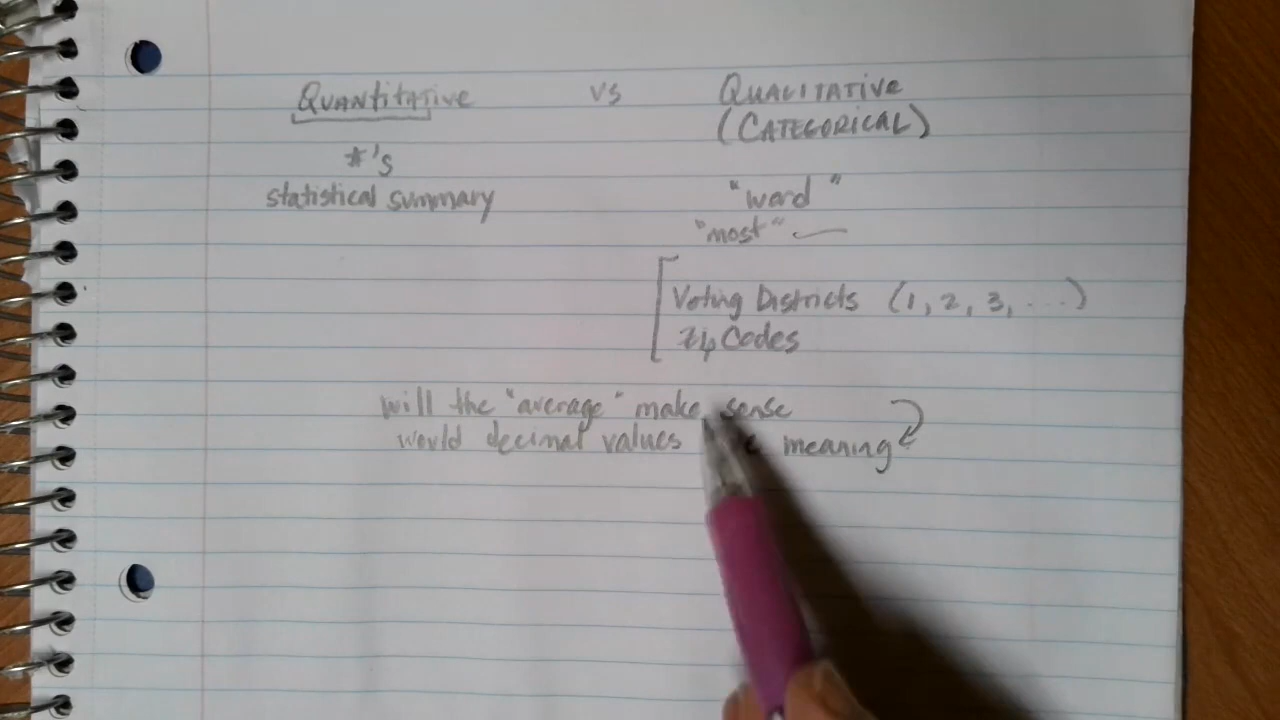 QUANTITATIVE vs QUALITATIVE
(CATEGORICAL)
#'s
statistical summary
"word"
"most"
Voting Districts (1, 2, 3, ....)
Zip Codes
will the "average" make sense
would decimal values meaning